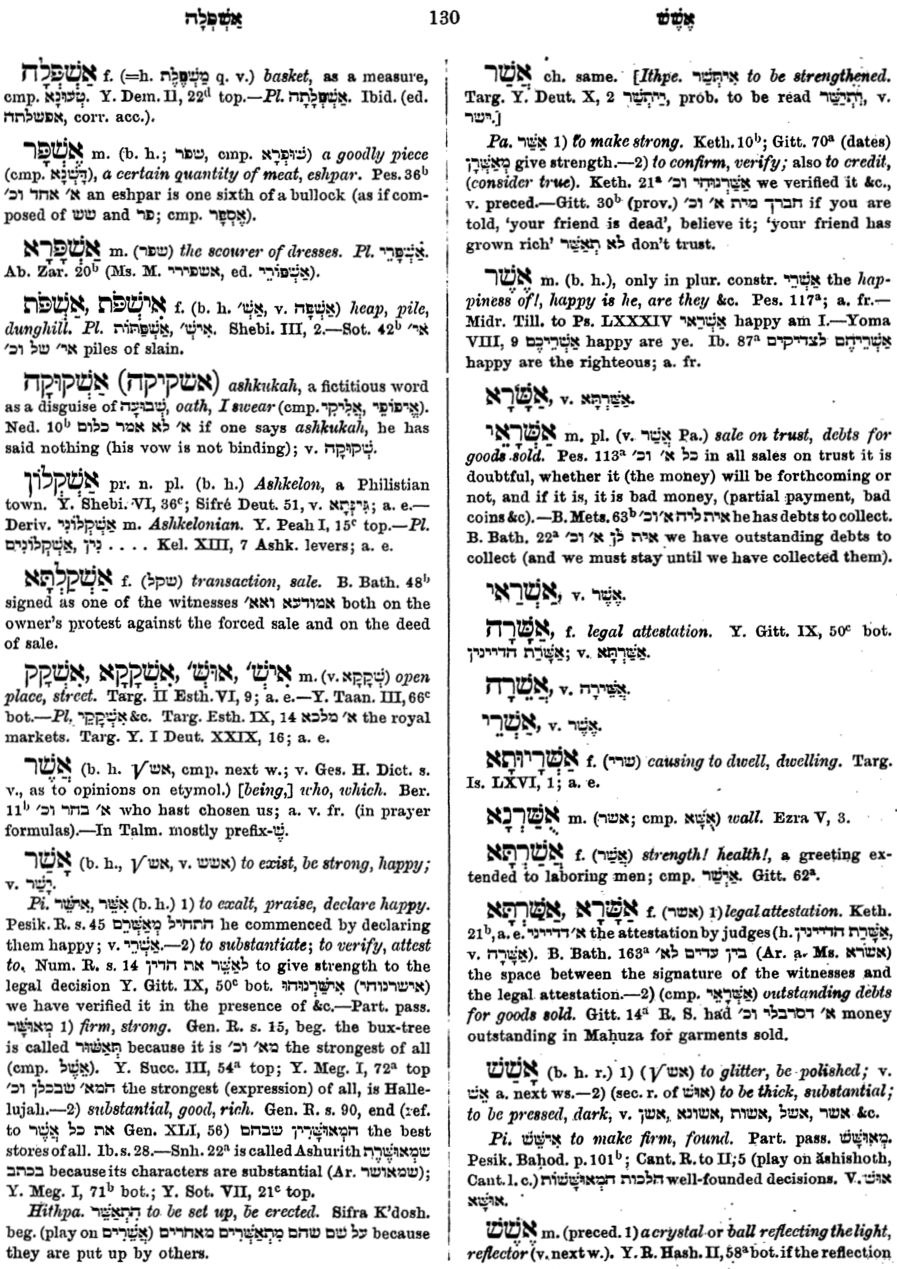 אַשְׁפְּלָה 130 אֶשֶׁשׁ
אַשְׁפְּלָה f. (=h. מַשְׁפֶּלֶת q. v.) basket, as a measure,
cmp. טְעוּנָא. Y. Dem. II, 22d top.—Pl. אַשְׁפְּלָתָה. Ibid. (ed.
אפשלתה, corr. acc.).
אֶשְׁפָּר m. (b. h.; שפר, cmp. שׁוּפְרָא) a goodly piece
(cmp. דִּשְׁנָא), a certain quantity of meat, eshpar. Pes. 36b
א׳ אחד וכ׳ an eshpar is one sixth of a bullock (as if com-
posed of שש and פר; cmp. אֶסְפָּר).
אַשְׁפָּרָא m. (שפר) the scourer of dresses. Pl. אַשְׁפָּרֵי.
Ab. Zar. 20b (Ms. M. אשפירי, ed. אַשְׁפּוֹרֵי).
אִישְׁפֹּת, אַשְׁפֹּת f. (b. h. אַשְׁ׳, v. אַשְׁפָּה) heap, pile,
dunghill. Pl. אִישְׁ׳, אַשְׁפַּתּוֹת. Shebi. III, 2.—Sot. 42b אי׳
אי׳ של וכ׳ piles of slain.
אַשְׁקוּקָה (אשקיקה) ashkukah, a fictitious word
as a disguise of שְׁבוּעָה, oath, I swear (cmp. אִיפּוֹפֵי, אֲלִיקֵי).
Ned. 10b א׳ לא אמר כלום if one says ashkukah, he has
said nothing (his vow is not binding); v. שְׁקוּקָה.
אַשְׁקְלוֹן pr. n. pl. (b. h.) Ashkelon, a Philistian
town. Y. Shebi. VI, 36c; Sifré Deut. 51, v. גִּינְּתָא; a. e.—
Deriv. אַשְׁקְלוֹנִי m. Ashkelonian. Y. Peah I, 15c top.—Pl.
אַשְׁקְלוֹנִיִּים, נִין . . . . Kel. XIII, 7 Ashk. levers; a. e.
אַשְׁקַלְתָּא f. (שקל) transaction, sale. B. Bath. 48b
signed as one of the witnesses אמודעא ואא׳ both on the
owner's protest against the forced sale and on the deed
of sale.
אִישְׁ׳, אוּשְׁ׳, אִשְׁקָקָא, אִשְׁקָק m. (v. שְׁקָקָא) open
place, street. Targ. II Esth. VI, 9; a. e.—Y. Taan. III, 66c
bot.—Pl. אִשְׁקָקֵי &c. Targ. Esth. IX, 14 א׳ מלכא the royal
markets. Targ. Y. I Deut. XXIX, 16; a. e.
אֲשֶׁר (b. h. √אש, cmp. next w.; v. Ges. H. Dict. s.
v., as to opinions on etymol.) [being,] who, which. Ber.
11b א׳ בחר וכ׳ who hast chosen us; a. v. fr. (in prayer
formulas).—In Talm. mostly prefix-שֶׁ.
אָשַׁר (b. h., √אש, v. אשש) to exist, be strong, happy;
v. יָשַׁר.
Pi. אִישֵּׁר, אִשֵּׁר (b. h.) 1) to exalt, praise, declare happy.
Pesik. R. s. 45 התחיל מְאַשְּׁרָם he commenced by declaring
them happy; v. אַשְׁרֵי.—2) to substantiate; to verify, attest
to. Num. R. s. 14 לְאַשֵּׁר את הדין to give strength to the
legal decision Y. Gitt. IX, 50c bot. אִישַּׁרְנוּהוּ (אישרנוהי)
we have verified it in the presence of &c.—Part. pass.
מְאוּשָּׁר 1) firm, strong. Gen. R. s. 15, beg. the bux-tree
is called תְּאַשּׁוּר because it is מא׳ וכ׳ the strongest of all
(cmp. אֶשֶׁל). Y. Succ. III, 54a top; Y. Meg. I, 72a top
המא׳ שבכלן וכ׳ the strongest (expression) of all, is Halle-
lujah.—2) substantial, good, rich. Gen. R. s. 90, end (ref.
to את כל אֲשֶׁר Gen. XLI, 56) המְאוּשָּׁרִין שבהם the best
stores of all. Ib. s. 28.—Snh. 22a is called Ashurith שמְאוּשֶּׁרֶת
בכתב because its characters are substantial (Ar. שמאושר);
Y. Meg. I, 71b bot.; Y. Sot. VII, 21c top.
Hithpa. הִתְאַשֵּׁר to be set up, be erected. Sifra K'dosh.
beg. (play on אֲשֵׁרִים) על שם שהם מִתְאַשְּׁרִים מאחרים because
they are put up by others.
אֲשַׁר ch. same. [Ithpe. אִיתְּשַׁר to be strengthened.
Targ. Y. Deut. X, 2 וְיִתְּשַׁר, prob. to be read וְתִישַׁר, v.
ישר.]
Pa. אַשַּׁר 1) to make strong. Keth. 10b; Gitt. 70a (dates)
מְאַשְּׁרָן give strength.—2) to confirm, verify; also to credit,
(consider true). Keth. 21a אַשַּׁרְנוּהִי וכ׳ we verified it &c.,
v. preced.—Gitt. 30b (prov.) חברך מית א׳ וכ׳ if you are
told, 'your friend is dead', believe it; 'your friend has
grown rich' לא תְאַשַּׁר don't trust.
אֶשֶׁר m. (b. h.), only in plur. constr. אַשְׁרֵי the hap-
piness of!, happy is he, are they &c. Pes. 117a; a. fr.—
Midr. Till. to Ps. LXXXIV אַשְׁרַאי happy am I.—Yoma
VIII, 9 אַשְׁרֵיכֶם happy are ye. Ib. 87a אַשְׁרֵיהֶם לצדיקים
happy are the righteous; a. fr.
אַשָּׁרָא, v. אַשַּׁרְתָּא.
אַשְׁרָאֵי m. pl. (v. אֲשַׁר Pa.) sale on trust, debts for
goods sold. Pes. 113a כל א׳ וכ׳ in all sales on trust it is
doubtful, whether it (the money) will be forthcoming or
not, and if it is, it is bad money, (partial payment, bad
coins &c).—B. Mets. 63b אית ליה א׳ וכ׳ he has debts to collect.
B. Bath. 22a אית לן א׳ וכ׳ we have outstanding debts to
collect (and we must stay until we have collected them).
אַשְׁרַאי, v. אֶשֶׁר.
אַשָּׁרָה, f. legal attestation. Y. Gitt. IX, 50c bot.
אַשָּׁרַת הדיינין; v. אַשַּׁרְתָּא.
אֲשֵׁרָה, v. אֲשֵׁירָה.
אַשְׁרֵי, v. אֶשֶׁר.
אַשְׁרָיוּתָא f. (שרי) causing to dwell, dwelling. Targ.
Is. LXVI, 1; a. e.
אֻשַּׁרְנָא m. (אשר; cmp. אֻשָּׁא) wall. Ezra V, 3.
אֲשַׁרְתָּא f. (אֲשַׁר) strength! health!, a greeting ex-
tended to laboring men; cmp. אִישַׁר. Gitt. 62a.
אַשָּׁרָא, אַשַּׁרְתָּא f. (אשר) 1) legal attestation. Keth.
21b, a. e. א׳ דדייני the attestation by judges (h. אַשָּׁרַת הדיינין,
v. אַשָּׁרָה). B. Bath. 163a בין עדים לא׳ (Ar. a. Ms. אשורא)
the space between the signature of the witnesses and
the legal attestation.—2) (cmp. אַשְׁרָאֵי) outstanding debts
for goods sold. Gitt. 14a R. S. had א׳ דסרבלי וכ׳ money
outstanding in Maḥuza for garments sold.
אָשַׁשׁ (b. h. r.) 1) (√אש) to glitter, be polished; v.
אֵשׁ a. next ws.—2) (sec. r. of אוש) to be thick, substantial;
to be pressed, dark, v. אשר, אשל, אשות, אשונא, אשן &c.
Pi. אִישֵּׁשׁ to make firm, found. Part. pass. מְאוּשָּׁשׁ.
Pesik. Baḥod. p. 101b; Cant. R. to II, 5 (play on ăshishoth,
Cant. l. c.) הלכות המאוּשָּׁשׁוֹת well-founded decisions. V. אוּשׁ,
אוּשָּׁא.
אֶשֶׁשׁ m. (preced. 1) a crystal or ball reflecting the light,
reflector (v. next w.). Y. R. Hash. II, 58a bot. if the reflection